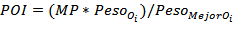 POI = (MP * Peso_{O_i})/Peso_{MejorO_i}